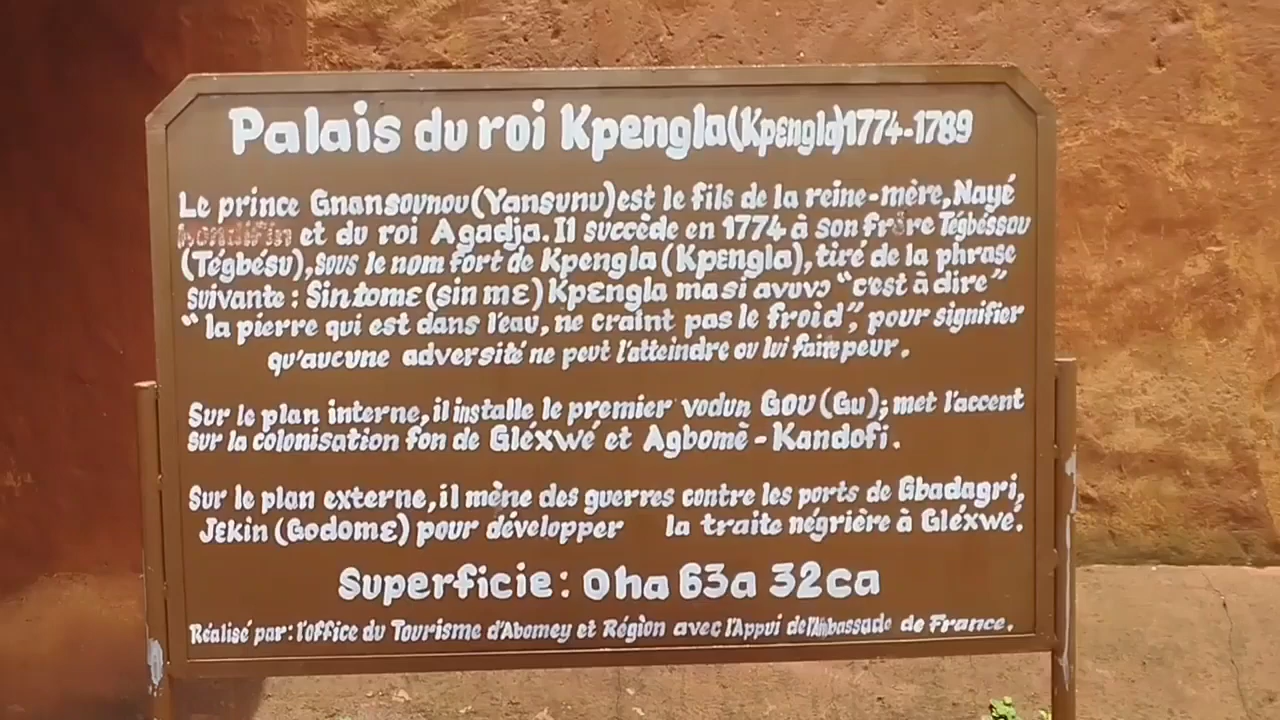 Palais du roi Kpengla (Kpɛngla) 1774-1789
Le prince Gnansounou (Yansunu) est le fils de la reine-mère, Nayé
et du roi Agadja. Il succède en 1774 à son frère Tégbéssou
(Tégbésu), sous le nom fort de Kpengla (Kpɛngla), tiré de la phrase
suivante : Sin tomɛ (sin mɛ) Kpɛngla ma si avuvɔ "c'est à dire"
" la pierre qui est dans l'eau, ne craint pas le froid", pour signifier
qu'aucune adversité ne peut l'atteindre ou lui faire peur.
Sur le plan interne, il installe le premier vodun GOU (Gu); met l'accent
sur la colonisation fon de Gléxwé et Agbomè - Kandofi.
Sur le plan externe, il mène des guerres contre les ports de Gbadagri,
Jɛkin (Godomɛ) pour développer la traite négrière à Gléxwé.
Superficie : 0ha 63a 32ca
Réalisé par : l'office du Tourisme d'Abomey et Région avec l'Appui de l'Ambassade de France.